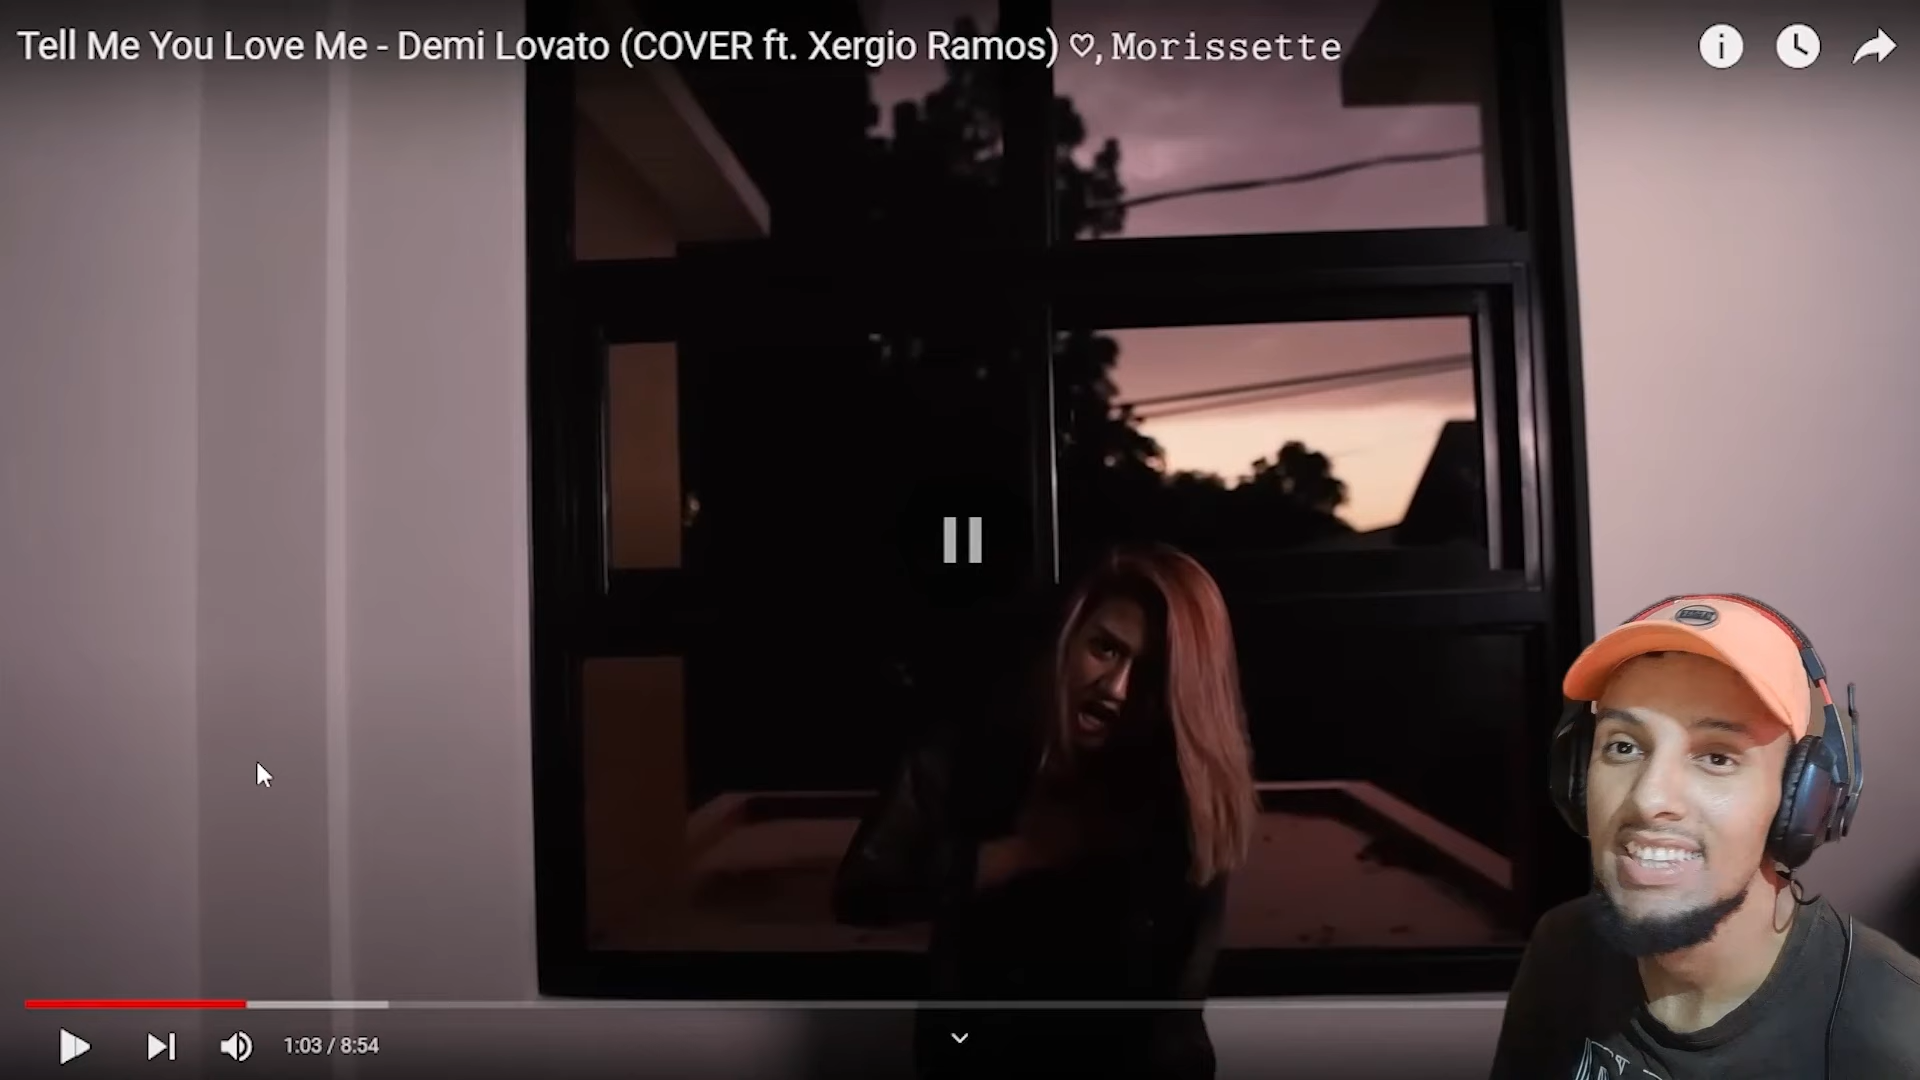 Tell Me You Love Me - Demi Lovato (COVER ft. Xergio Ramos) ♡, Morissette
1:03 / 8:54